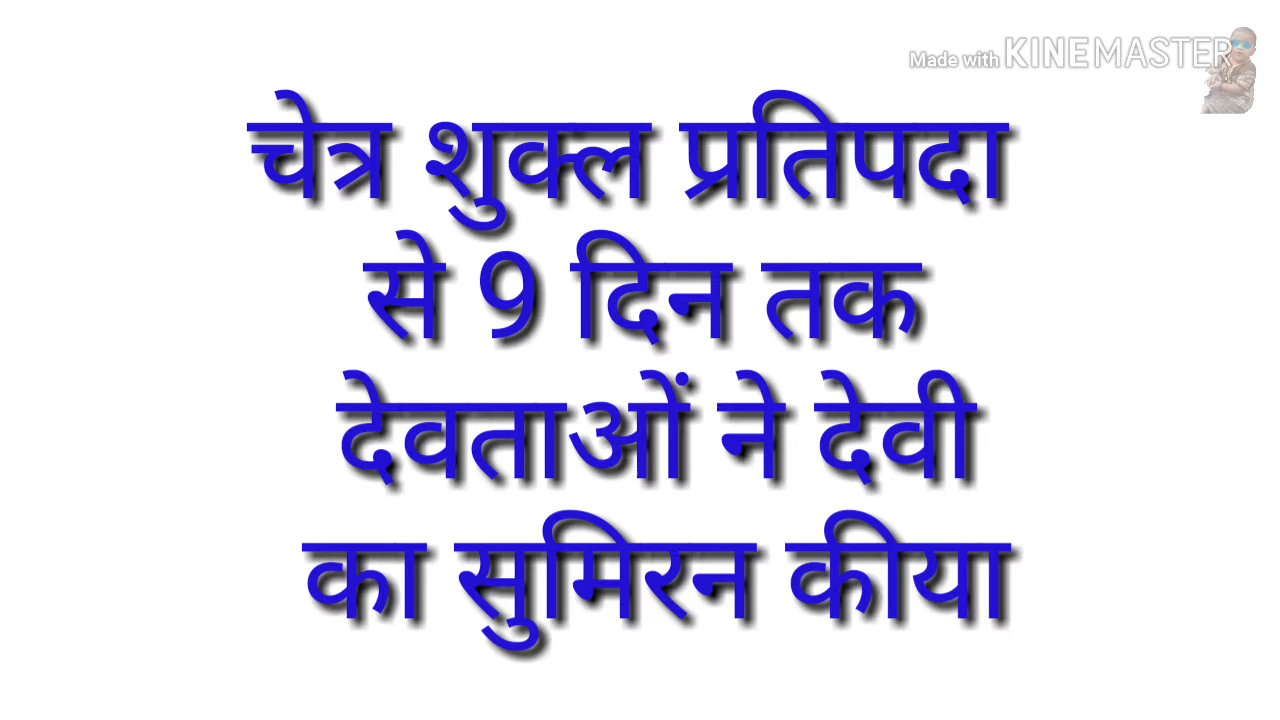 Made with KINEMASTER
चेत्र शुक्ल प्रतिपदा
से 9 दिन तक
देवताओं ने देवी
का सुमिरन कीया